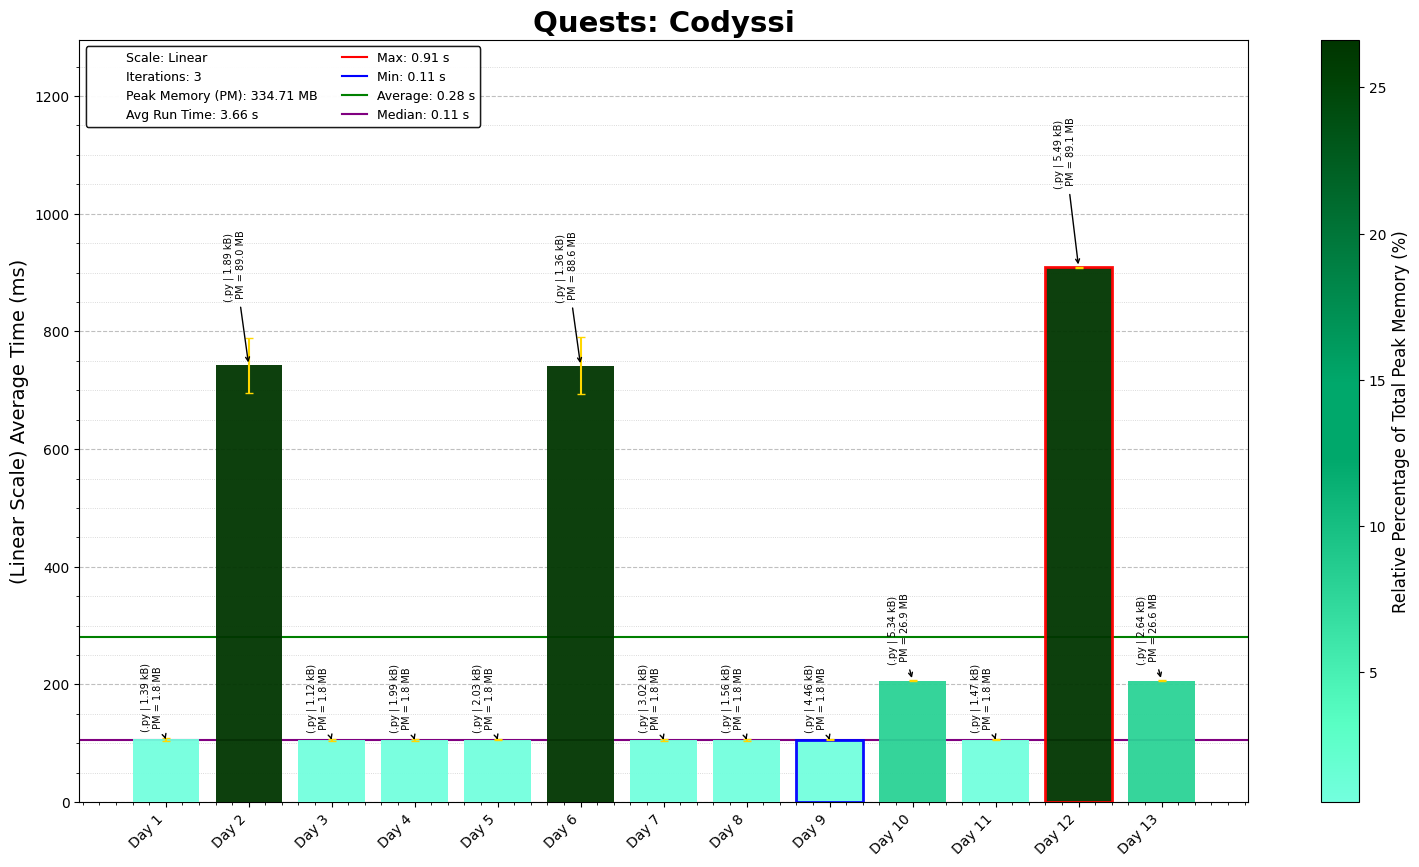 Quests: Codyssi
Scale: Linear
Iterations: 3
Peak Memory (PM): 334.71 MB
Avg Run Time: 3.66 s
Max: 0.91 s
Min: 0.11 s
Average: 0.28 s
Median: 0.11 s
(Linear Scale) Average Time (ms)
1200
1000
800
600
400
200
0
(.py | 1.39 kB)
PM = 1.8 MB
(.py | 1.89 kB)
PM = 89.0 MB
(.py | 1.12 kB)
PM = 1.8 MB
(.py | 1.99 kB)
PM = 1.8 MB
(.py | 2.03 kB)
PM = 1.8 MB
(.py | 1.36 kB)
PM = 88.6 MB
(.py | 3.02 kB)
PM = 1.8 MB
(.py | 1.56 kB)
PM = 1.8 MB
(.py | 4.46 kB)
PM = 1.8 MB
(.py | 5.34 kB)
PM = 26.9 MB
(.py | 1.47 kB)
PM = 1.8 MB
(.py | 5.49 kB)
PM = 89.1 MB
(.py | 2.64 kB)
PM = 26.6 MB
Day 1
Day 2
Day 3
Day 4
Day 5
Day 6
Day 7
Day 8
Day 9
Day 10
Day 11
Day 12
Day 13
25
20
15
10
5
Relative Percentage of Total Peak Memory (%)